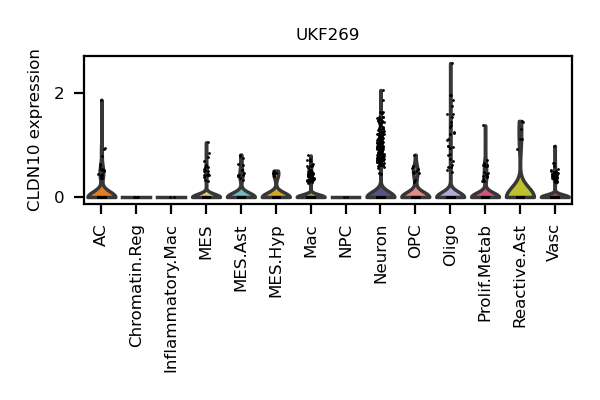 UKF269
CLDN10 expression
2
0
AC
Chromatin.Reg
Inflammatory.Mac
MES
MES.Ast
MES.Hyp
Mac
NPC
Neuron
OPC
Oligo
Prolif.Metab
Reactive.Ast
Vasc